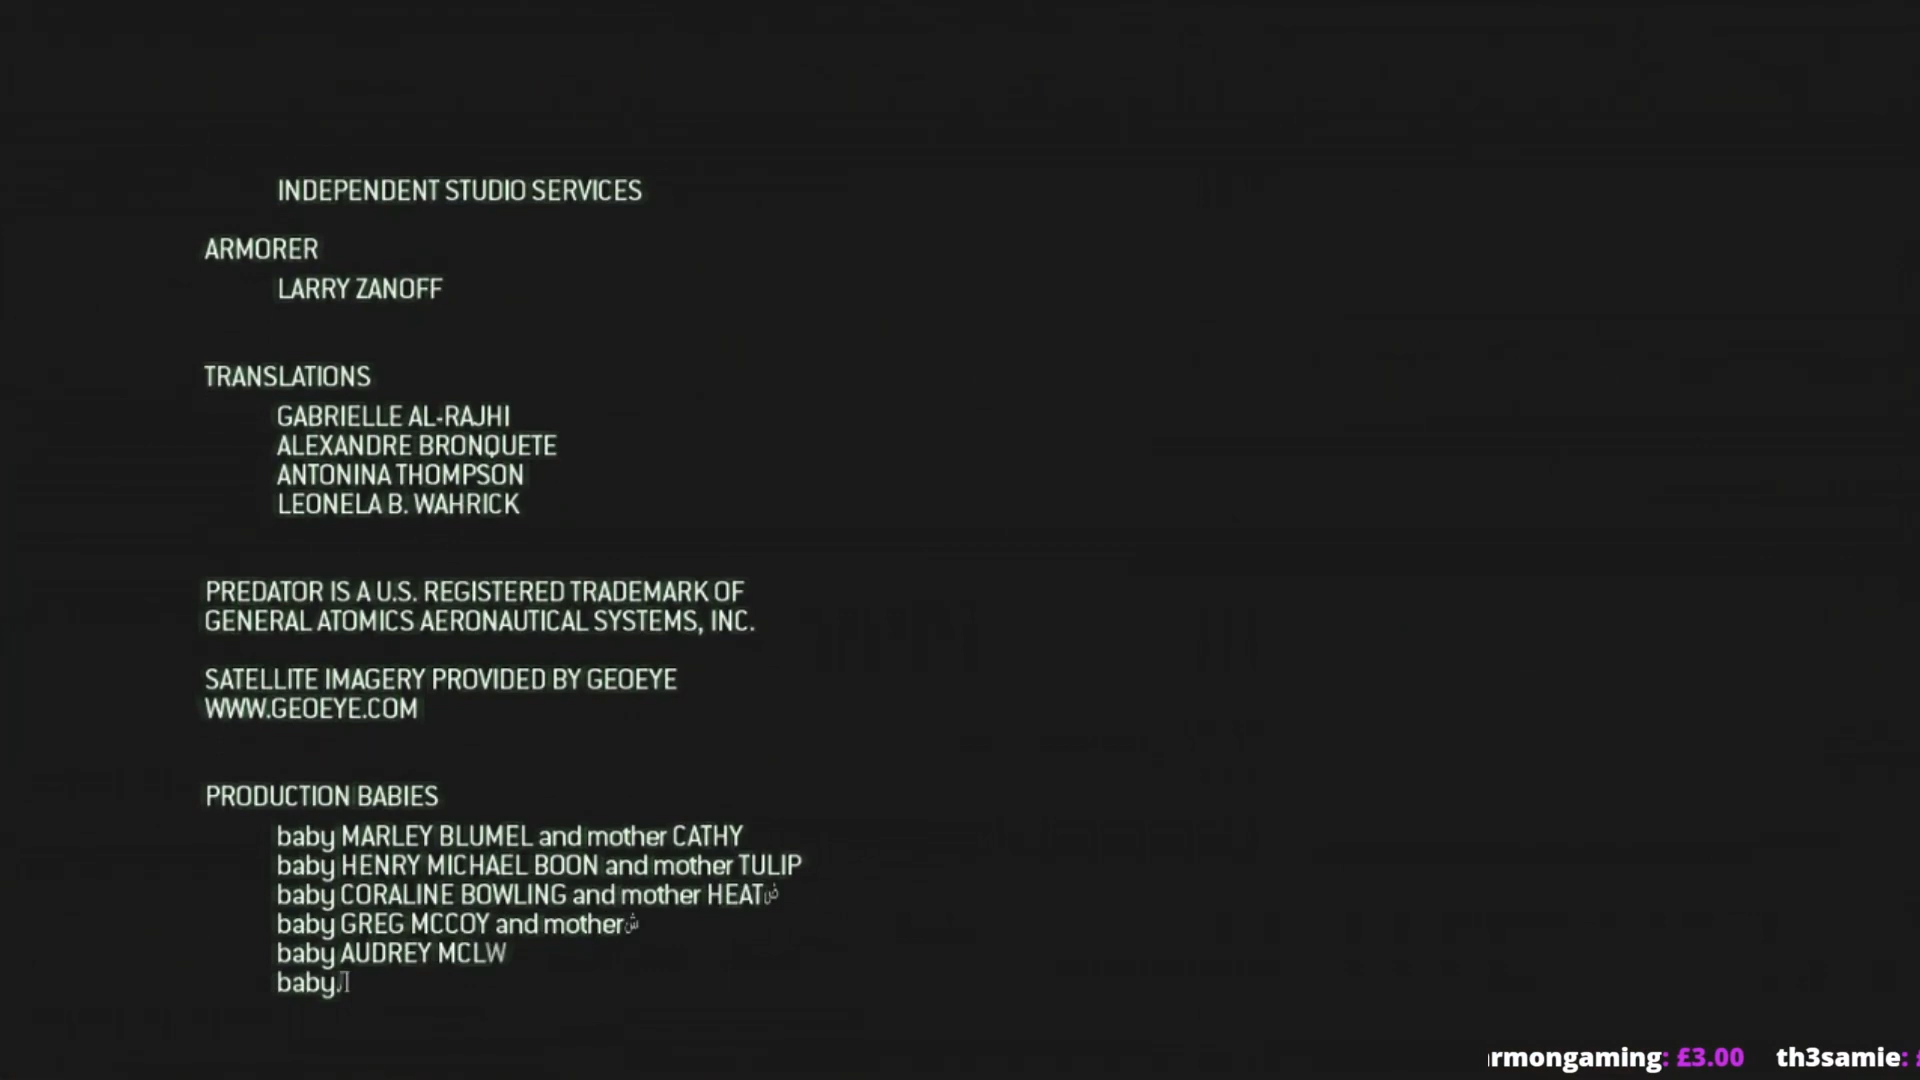 INDEPENDENT STUDIO SERVICES
ARMORER
LARRY ZANOFF
TRANSLATIONS
GABRIELLE AL-RAJHI
ALEXANDRE BRONQUETE
ANTONINA THOMPSON
LEONELA B. WAHRICK
PREDATOR IS A U.S. REGISTERED TRADEMARK OF
GENERAL ATOMICS AERONAUTICAL SYSTEMS, INC.
SATELLITE IMAGERY PROVIDED BY GEOEYE
WWW.GEOEYE.COM
PRODUCTION BABIES
baby MARLEY BLUMEL and mother CATHY
baby HENRY MICHAEL BOON and mother TULIP
baby CORALINE BOWLING and mother HEAT
baby GREG MCCOY and mother
baby AUDREY MCLW
baby
rmongaming: £3.00 th3samie: £